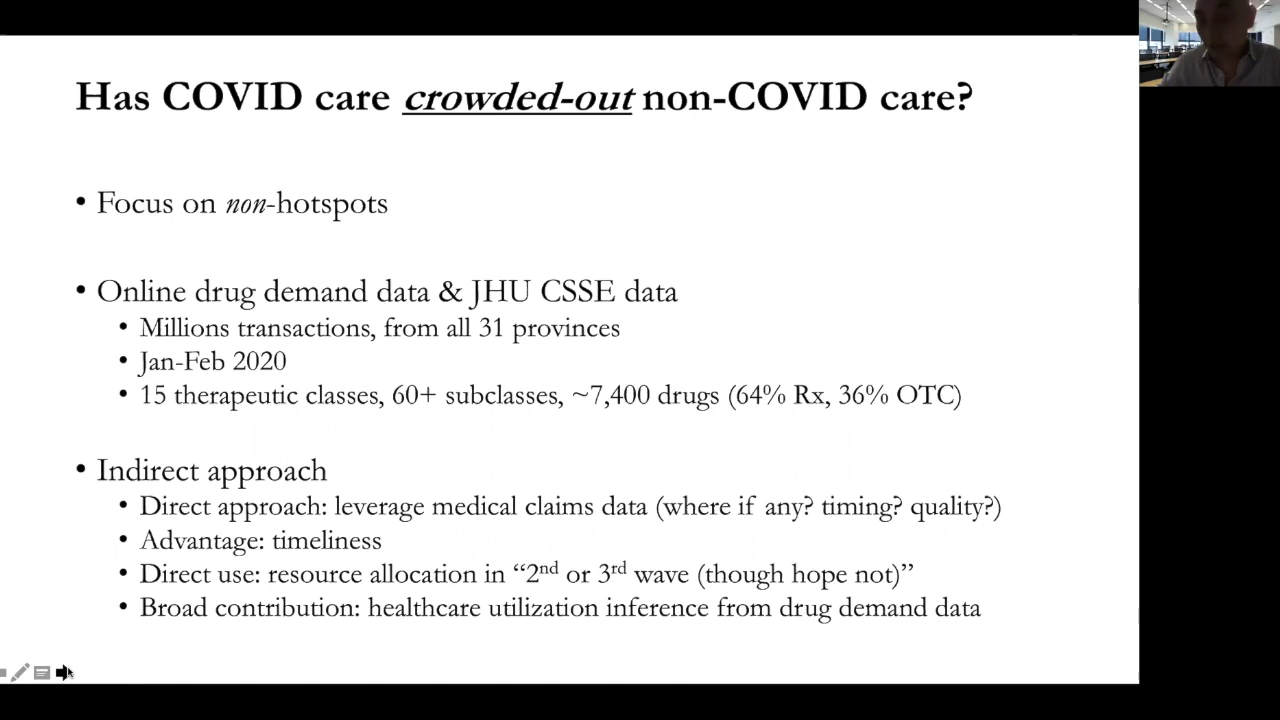 Has COVID care crowded-out non-COVID care?
• Focus on non-hotspots
• Online drug demand data & JHU CSSE data
• Millions transactions, from all 31 provinces
• Jan-Feb 2020
• 15 therapeutic classes, 60+ subclasses, ~7,400 drugs (64% Rx, 36% OTC)
• Indirect approach
• Direct approach: leverage medical claims data (where if any? timing? quality?)
• Advantage: timeliness
• Direct use: resource allocation in “2nd or 3rd wave (though hope not)”
• Broad contribution: healthcare utilization inference from drug demand data